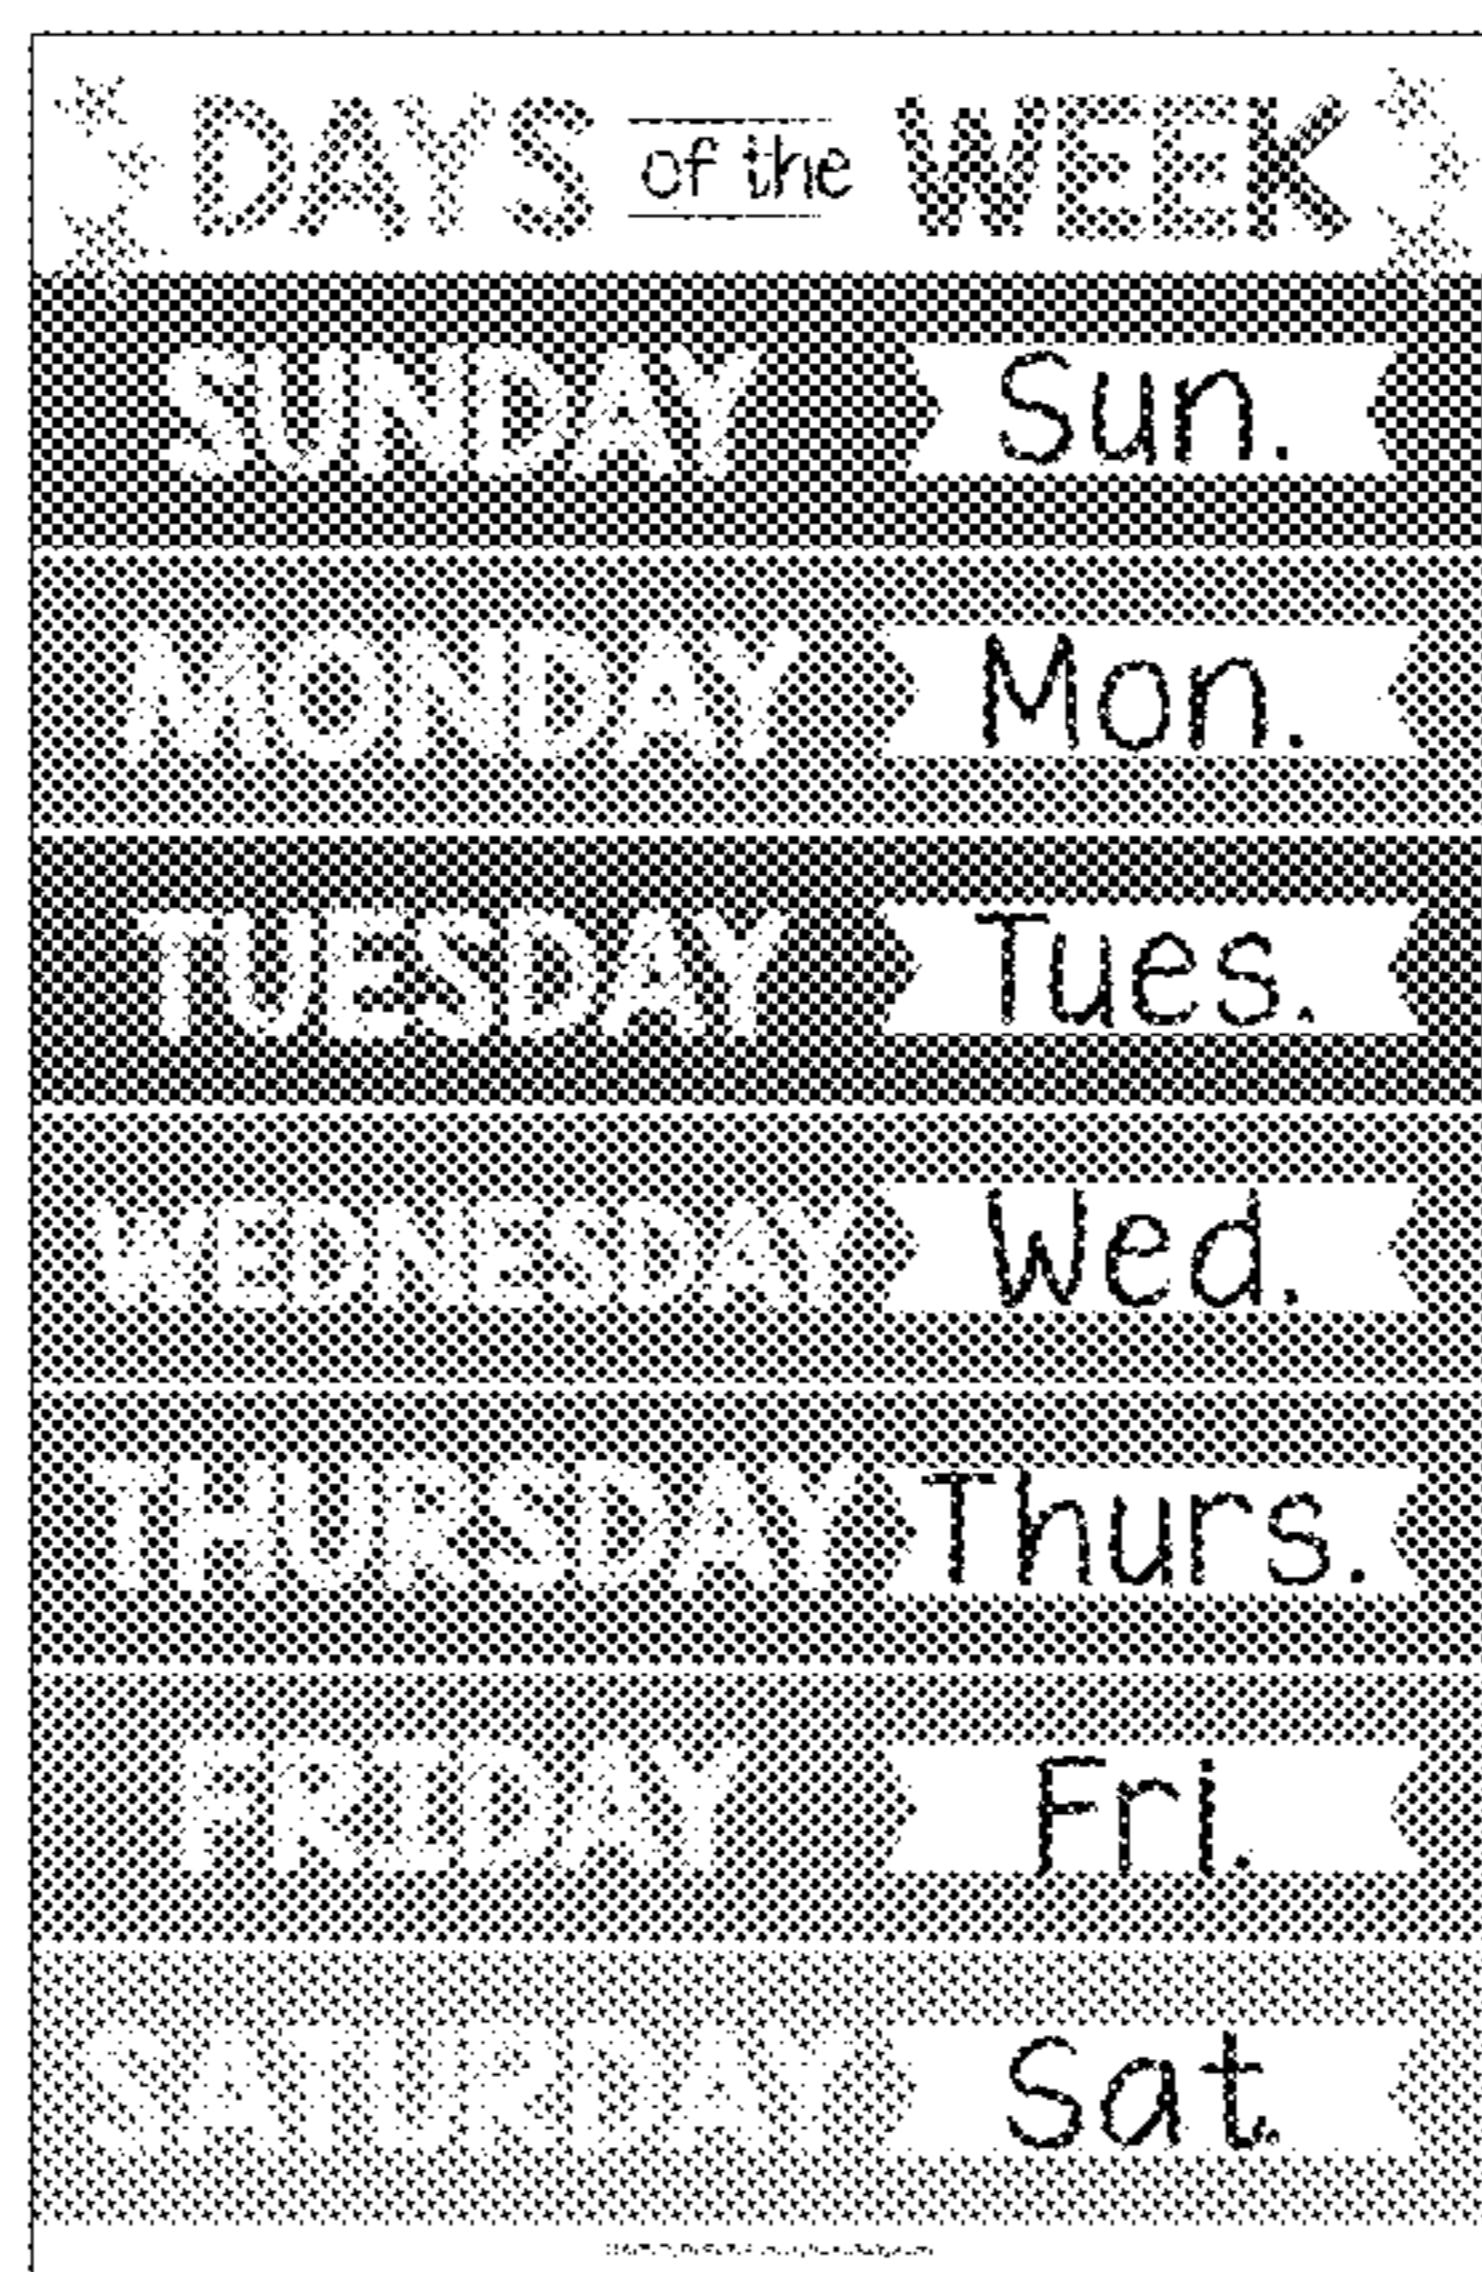 DAYS of the WEEK
SUNDAY Sun.
MONDAY Mon.
TUESDAY Tues.
WEDNESDAY Wed.
THURSDAY Thurs.
FRIDAY Fri.
SATURDAY Sat.